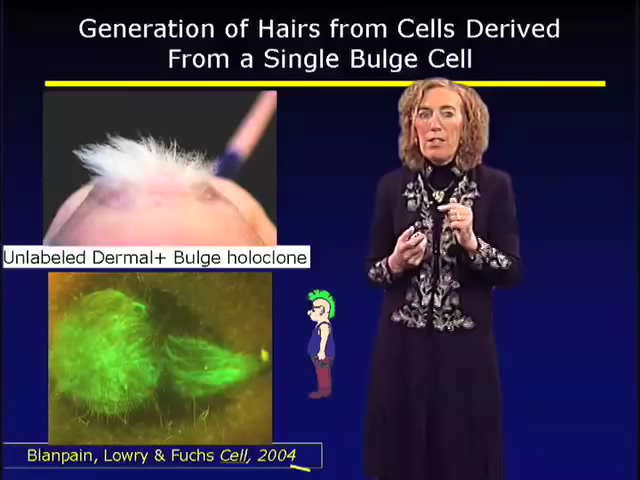 Generation of Hairs from Cells Derived
From a Single Bulge Cell
Unlabeled Dermal+ Bulge holoclone
Blanpain, Lowry & Fuchs Cell, 2004